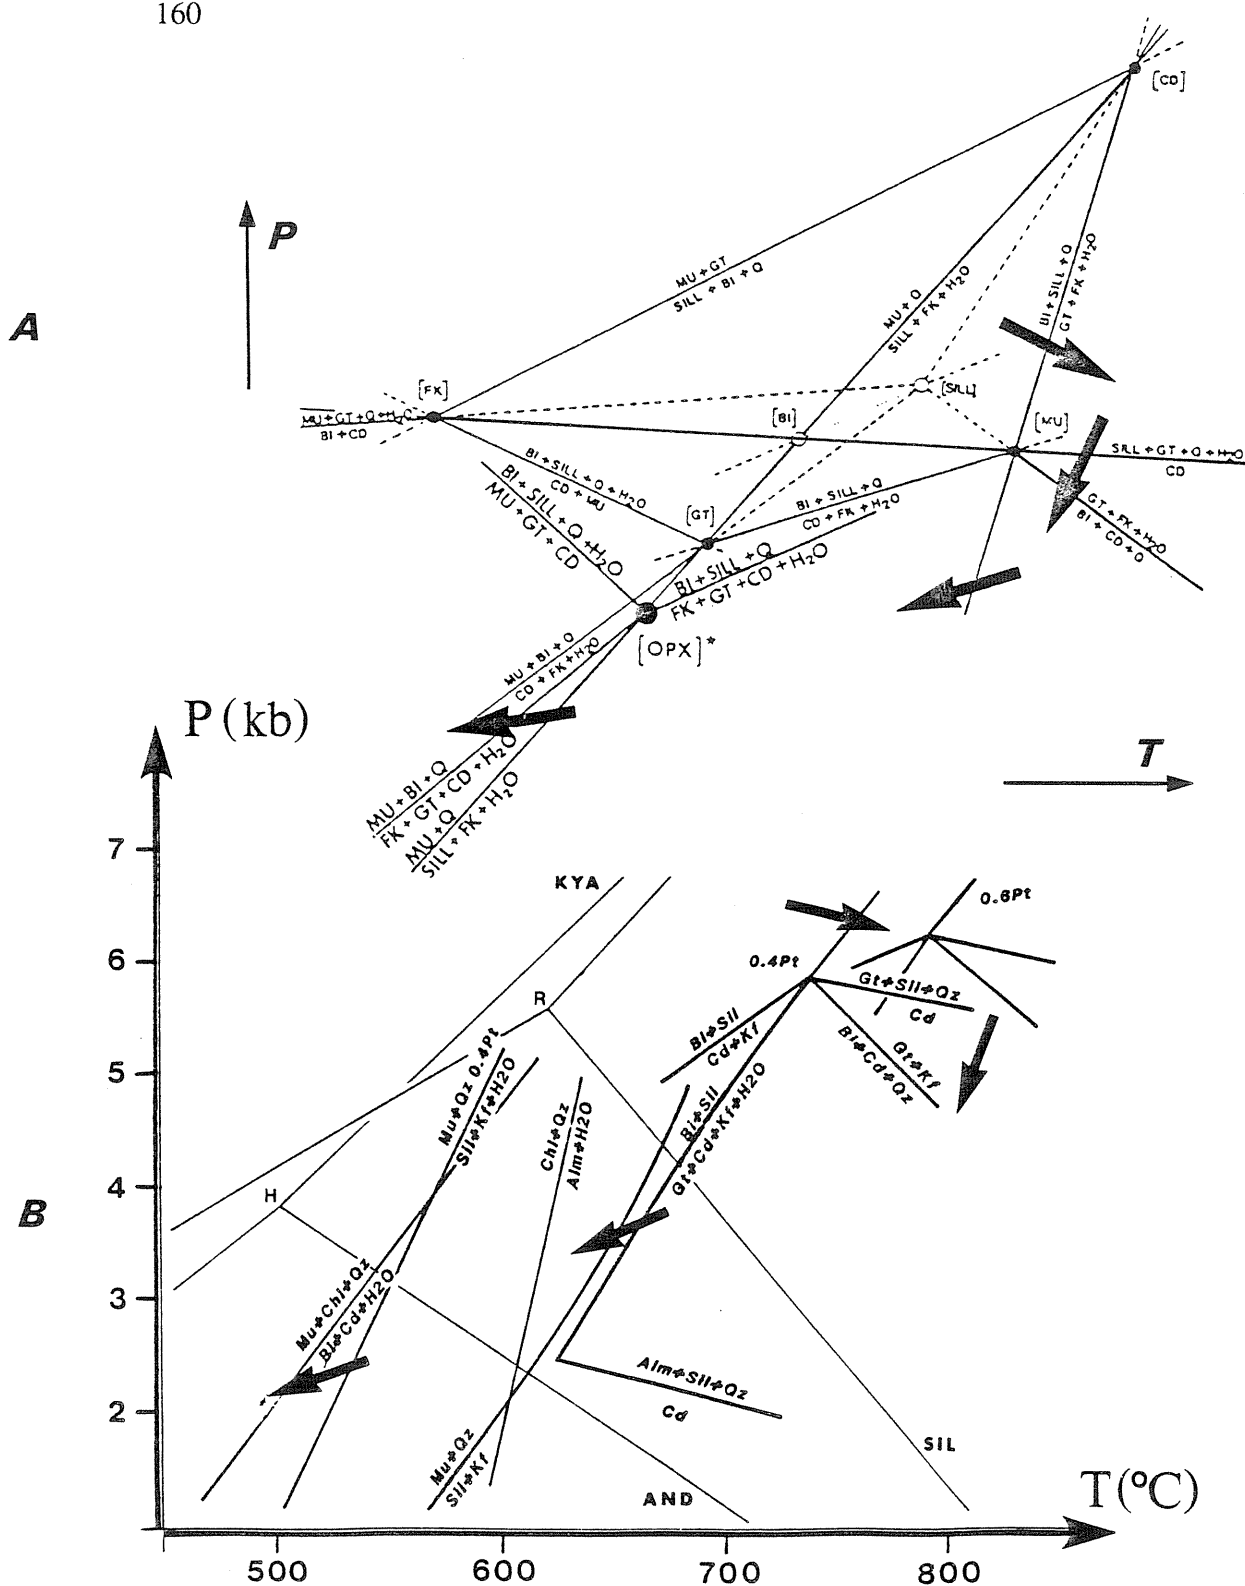 160
[CD]
P
A
MU+GT
SILL + BI + Q
MU+Q
SILL + FK + H2O
BI + SILL + Q
GT + FK + H2O
[FK]
[SILL]
[BI]
[MU]
MU+GT+Q+H2O
BI+CD
SILL+GT+Q+H2O
CD
BI + SILL + Q + H2O
CD + MU
BI + SILL + Q + H2O
MU + GT + CD
[GT]
BI + SILL + Q
CD + FK + H2O
GT + FK + H2O
BI + CD + Q
BI + SILL + Q
FK + GT + CD + H2O
[OPX]*
MU + BI + Q
CD + FK + H2O
P (kb)
T
MU + BI + Q
FK + GT + CD + H2O
MU + Q
SILL + FK + H2O
7
KYA
0.6Pt
6
0.4Pt
R
Gt+Sil+Qz
Cd
Bi+Sil
Cd+Kf
Gt+Kf
Bi+Cd+Qz
5
Mu+Qz 0.4Pt
Sil+Kf+H2O
Chl+Qz
Alm+H2O
Bi+Sil
Gt+Cd+Kf+H2O
4
H
B
3
Mu+Chl+Qz
Bi+Cd+H2O
Alm+Sil+Qz
Cd
2
Mu+Qz
Sil+Kf
SIL
AND
T(°C)
500
600
700
800